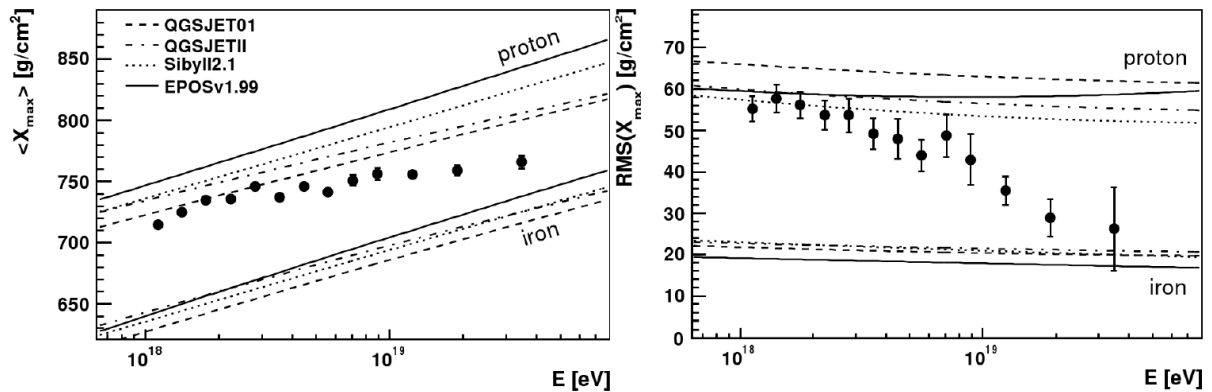 <X_max> [g/cm²]
850
800
750
700
650
QGSJET01
QGSJETII
Sibyll2.1
EPOSv1.99
proton
iron
10^18
10^19
E [eV]
RMS(X_max) [g/cm²]
70
60
50
40
30
20
10
0
proton
iron
10^18
10^19
E [eV]